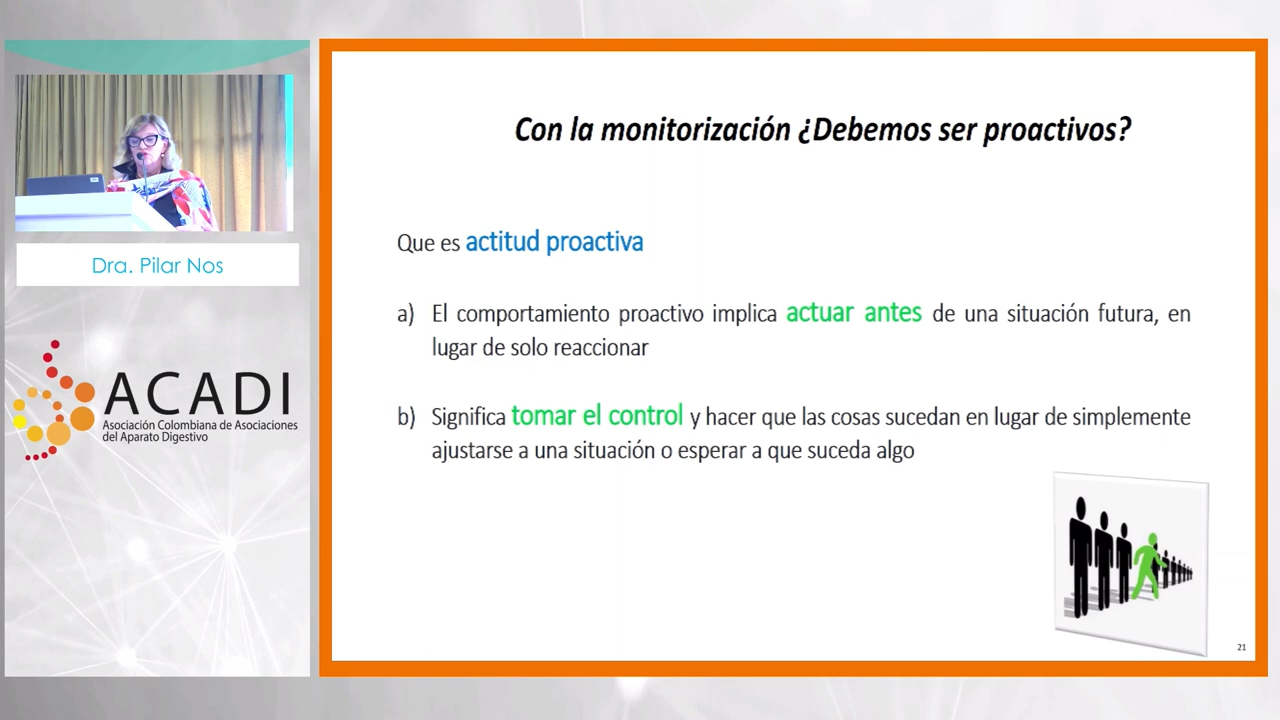 Dra. Pilar Nos
ACADI
Asociación Colombiana de Asociaciones
del Aparato Digestivo
Con la monitorización ¿Debemos ser proactivos?
Que es actitud proactiva
a) El comportamiento proactivo implica actuar antes de una situación futura, en
lugar de solo reaccionar
b) Significa tomar el control y hacer que las cosas sucedan en lugar de simplemente
ajustarse a una situación o esperar a que suceda algo
21